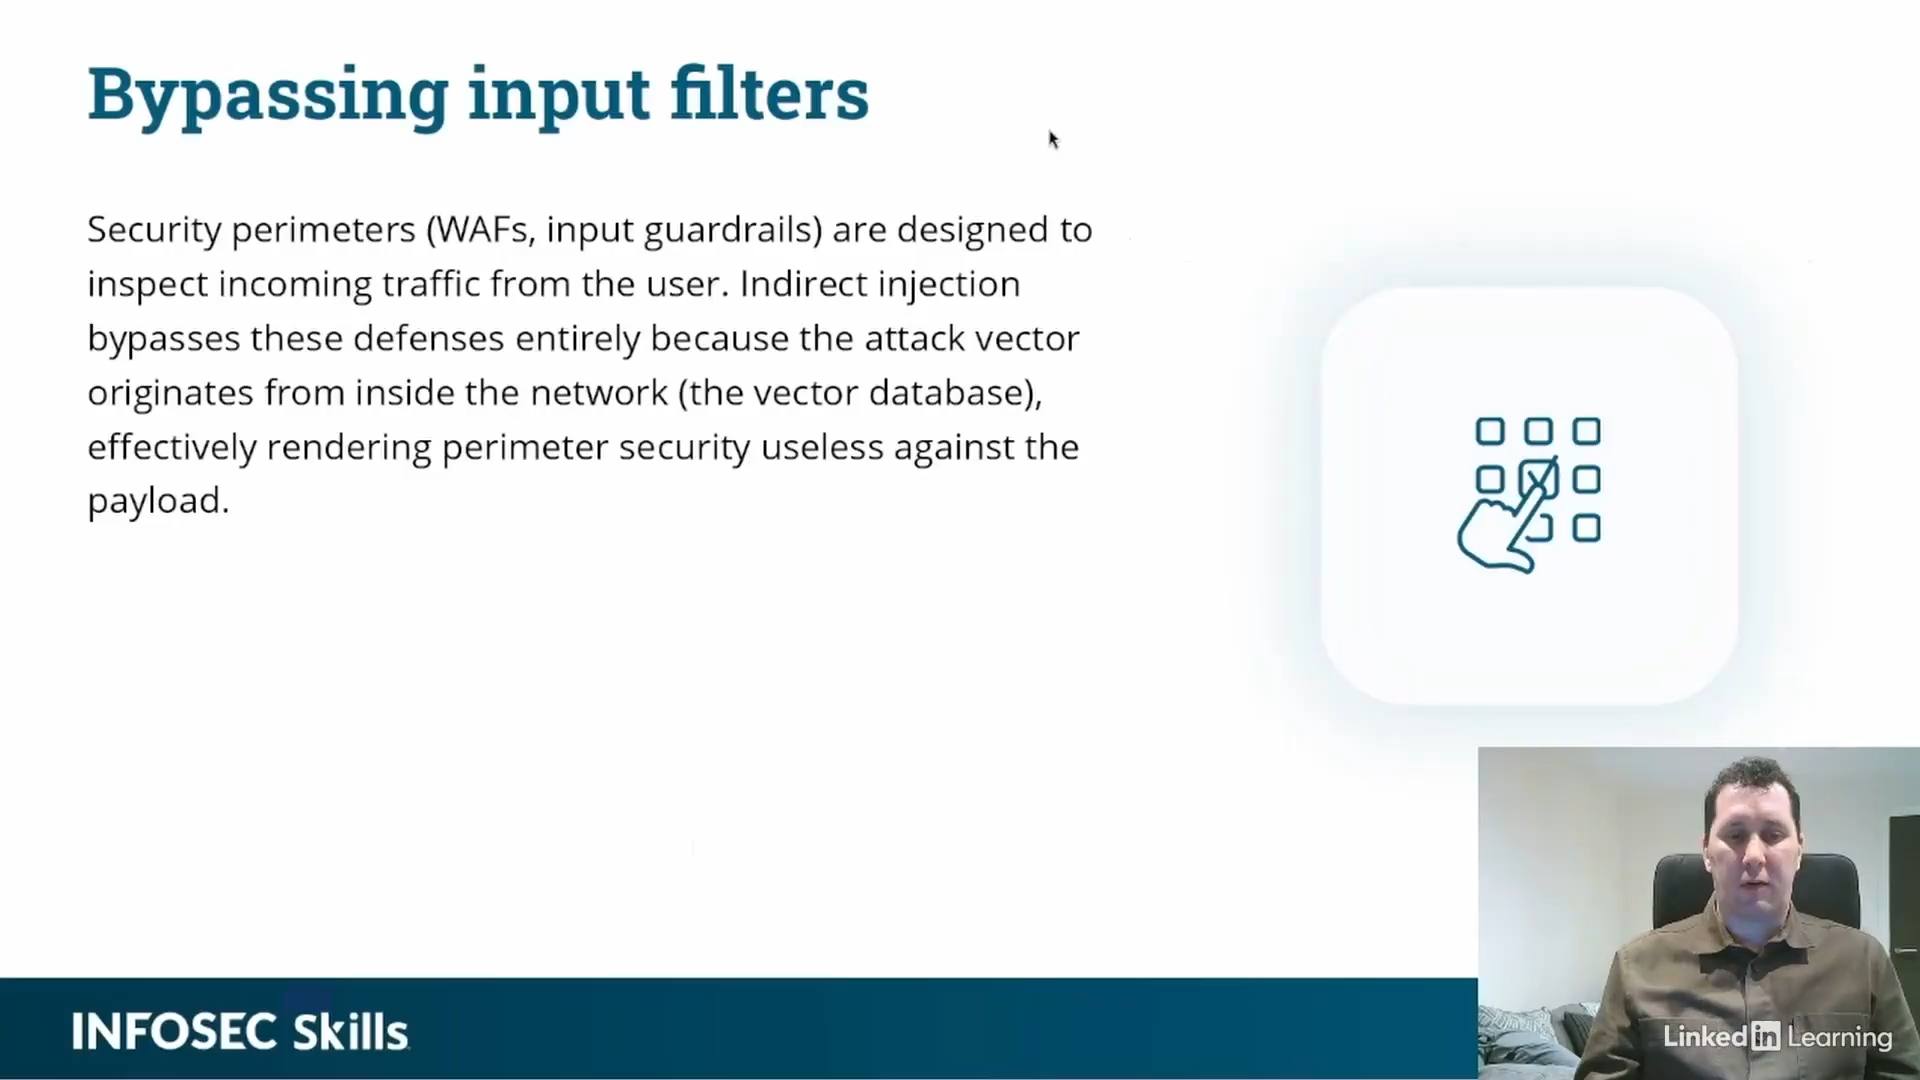 Bypassing input filters
Security perimeters (WAFs, input guardrails) are designed to
inspect incoming traffic from the user. Indirect injection
bypasses these defenses entirely because the attack vector
originates from inside the network (the vector database),
effectively rendering perimeter security useless against the
payload.
INFOSEC Skills
Linked in Learning